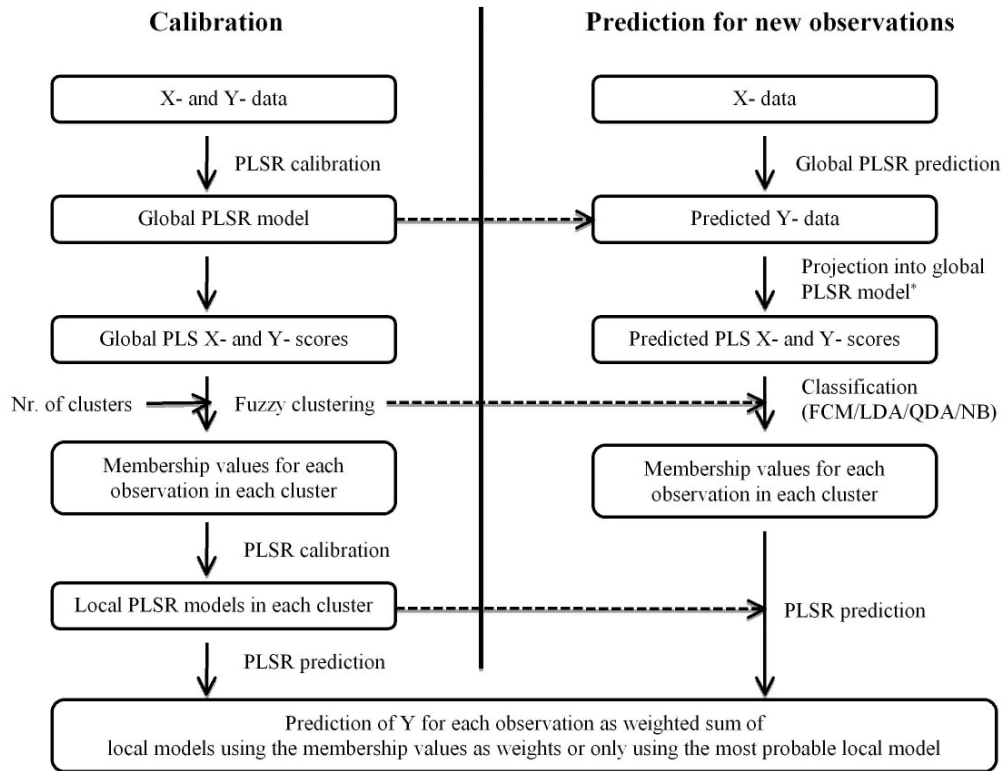 Calibration
X- and Y- data
PLSR calibration
Global PLSR model
Global PLS X- and Y- scores
Nr. of clusters
Fuzzy clustering
Membership values for each
observation in each cluster
PLSR calibration
Local PLSR models in each cluster
PLSR prediction
Prediction for new observations
X- data
Global PLSR prediction
Predicted Y- data
Projection into global
PLSR model*
Predicted PLS X- and Y- scores
Classification
(FCM/LDA/QDA/NB)
Membership values for each
observation in each cluster
PLSR prediction
Prediction of Y for each observation as weighted sum of
local models using the membership values as weights or only using the most probable local model